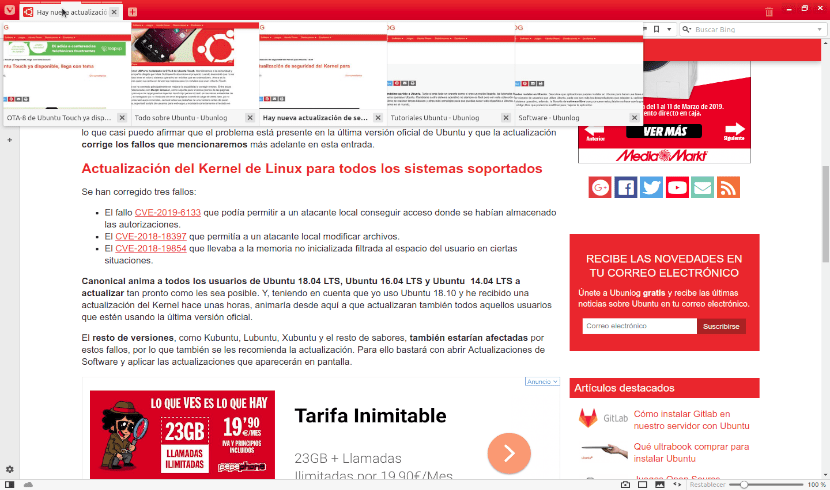 Hay nueva actualizació
Buscar Bing
OTA-8 de Ubuntu Touch ya disp...
Todo sobre Ubuntu - Ubunlog
Hay nueva actualización de se...
Tutoriales Ubuntu - Ubunlog
Software - Ubunlog
lo que casi puedo afirmar que el problema está presente en la última versión oficial de Ubuntu y que la actualización
corrige los fallos que mencionaremos más adelante en esta entrada.
Actualización del Kernel de Linux para todos los sistemas soportados
Se han corregido tres fallos:
• El fallo CVE-2019-6133 que podía permitir a un atacante local conseguir acceso donde se habían almacenado
las autorizaciones.
• El CVE-2018-18397 que permitía a un atacante local modificar archivos.
• El CVE-2018-19854 que llevaba a la memoria no inicializada filtrada al espacio del usuario en ciertas
situaciones.
Canonical anima a todos los usuarios de Ubuntu 18.04 LTS, Ubuntu 16.04 LTS y Ubuntu 14.04 LTS a
actualizar tan pronto como les sea posible. Y, teniendo en cuenta que yo uso Ubuntu 18.10 y he recibido una
actualización del Kernel hace unas horas, animaría desde aquí a que actualizaran también todos aquellos usuarios
que estén usando la última versión oficial.
El resto de versiones, como Kubuntu, Lubuntu, Xubuntu y el resto de sabores, también estarían afectadas por
estos fallos, por lo que también se les recomienda la actualización. Para ello bastará con abrir Actualizaciones de
Software y aplicar las actualizaciones que aparecerán en pantalla.
Anuncio
LO QUE VES ES LO QUE HAY
23GB
LLAMADAS
ILIMITADAS
19'90
€/MES
IVA Y PRINCIPIOS
INCLUIDOS
pepephone
Tarifa Inimitable
23GB + Llamadas
Ilimitadas por 19,90€/Mes
del 1 al 11 de Marzo de 2019.
Anterior
VER MÁS
Siguiente
Media Markt
RECIBE LAS NOVEDADES EN
TU CORREO ELECTRÓNICO
Únete a Ubunlog gratis y recibe las últimas
noticias sobre Ubuntu en tu correo electrónico.
Correo electrónico
Suscribirse
Artículos destacados
GitLab
Cómo instalar Gitlab en
nuestro servidor con Ubuntu
Qué ultrabook comprar para
instalar Ubuntu
Restablecer
100 %